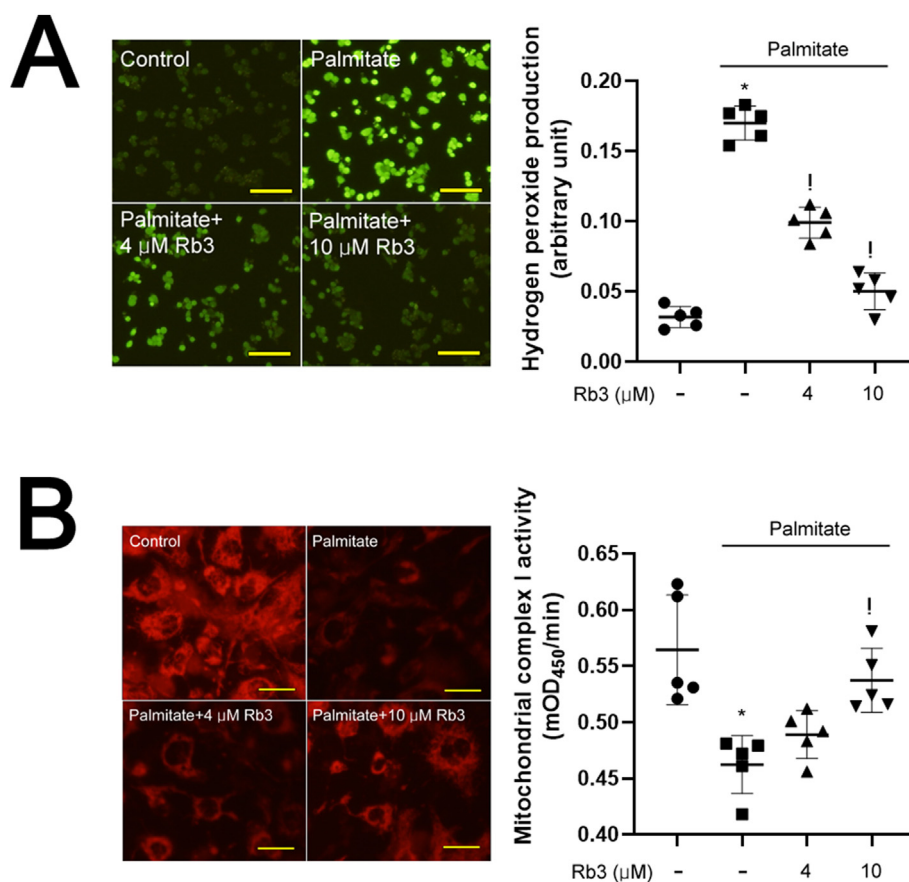 A
Control
Palmitate
Palmitate+
4 μM Rb3
Palmitate+
10 μM Rb3
Hydrogen peroxide production
(arbitrary unit)
Palmitate
0.20
0.15
0.10
0.05
0.00
*
!
!
Rb3 (μM)
-
-
4
10
B
Control
Palmitate
Palmitate+4 μM Rb3
Palmitate+10 μM Rb3
Mitochondrial complex I activity
(mOD450/min)
Palmitate
0.65
0.60
0.55
0.50
0.45
0.40
*
!
Rb3 (μM)
-
-
4
10